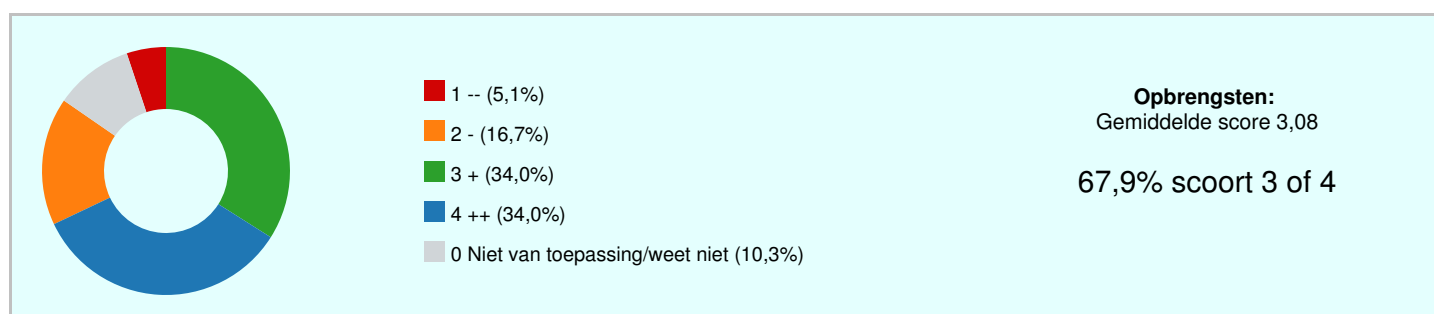 1 -- (5,1%)
2 - (16,7%)
3 + (34,0%)
4 ++ (34,0%)
0 Niet van toepassing/weet niet (10,3%)
Opbrengsten:
Gemiddelde score 3,08
67,9% scoort 3 of 4